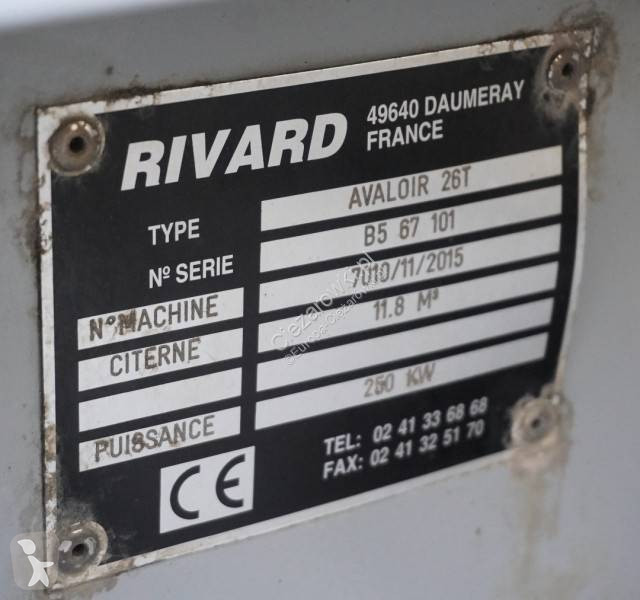 RIVARD
49640 DAUMERAY
FRANCE
TYPE AVALOIR 26T
Nº SERIE B5 67 101
N°MACHINE 7010/11/2015
CITERNE 11.8 M³
PUISSANCE 250 KW
CE
TEL: 02 41 33 68 68
FAX: 02 41 32 51 70